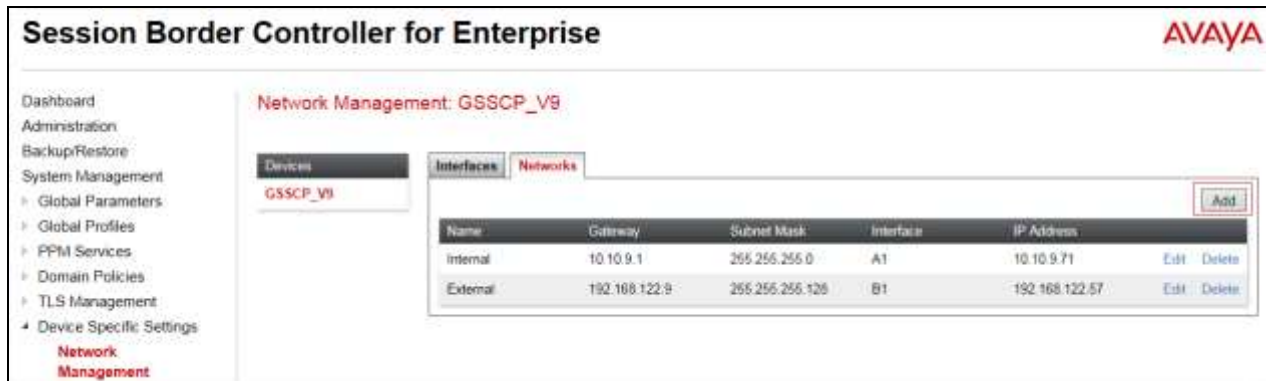 Session Border Controller for Enterprise
AVAYA
Dashboard
Administration
Backup/Restore
System Management
Global Parameters
Global Profiles
PPM Services
Domain Policies
TLS Management
Device Specific Settings
Network
Management
Network Management: GSSCP_V9
Devices
GSSCP_V9
Interfaces Networks
Add
Name Gateway Subnet Mask Interface IP Address
Internal 10.10.9.1 255.255.255.0 A1 10.10.9.71 Edit Delete
External 192.168.122.9 255.255.255.128 B1 192.168.122.57 Edit Delete